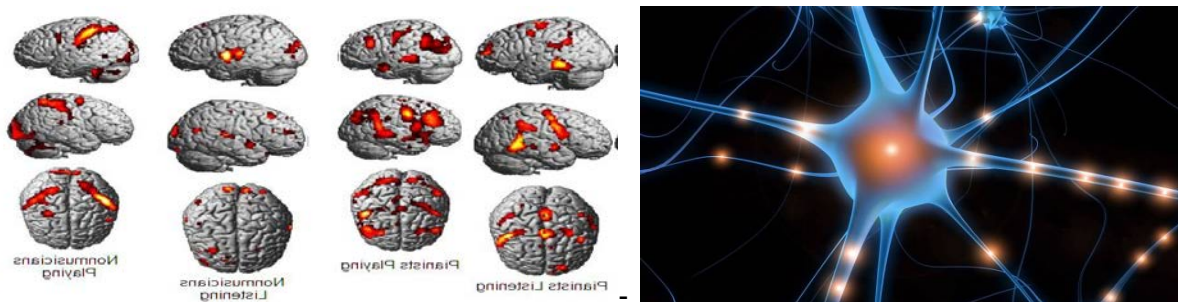 Nonmusicians
Playing
Nonmusicians
Listening
Pianists Playing
Pianists Listening
-